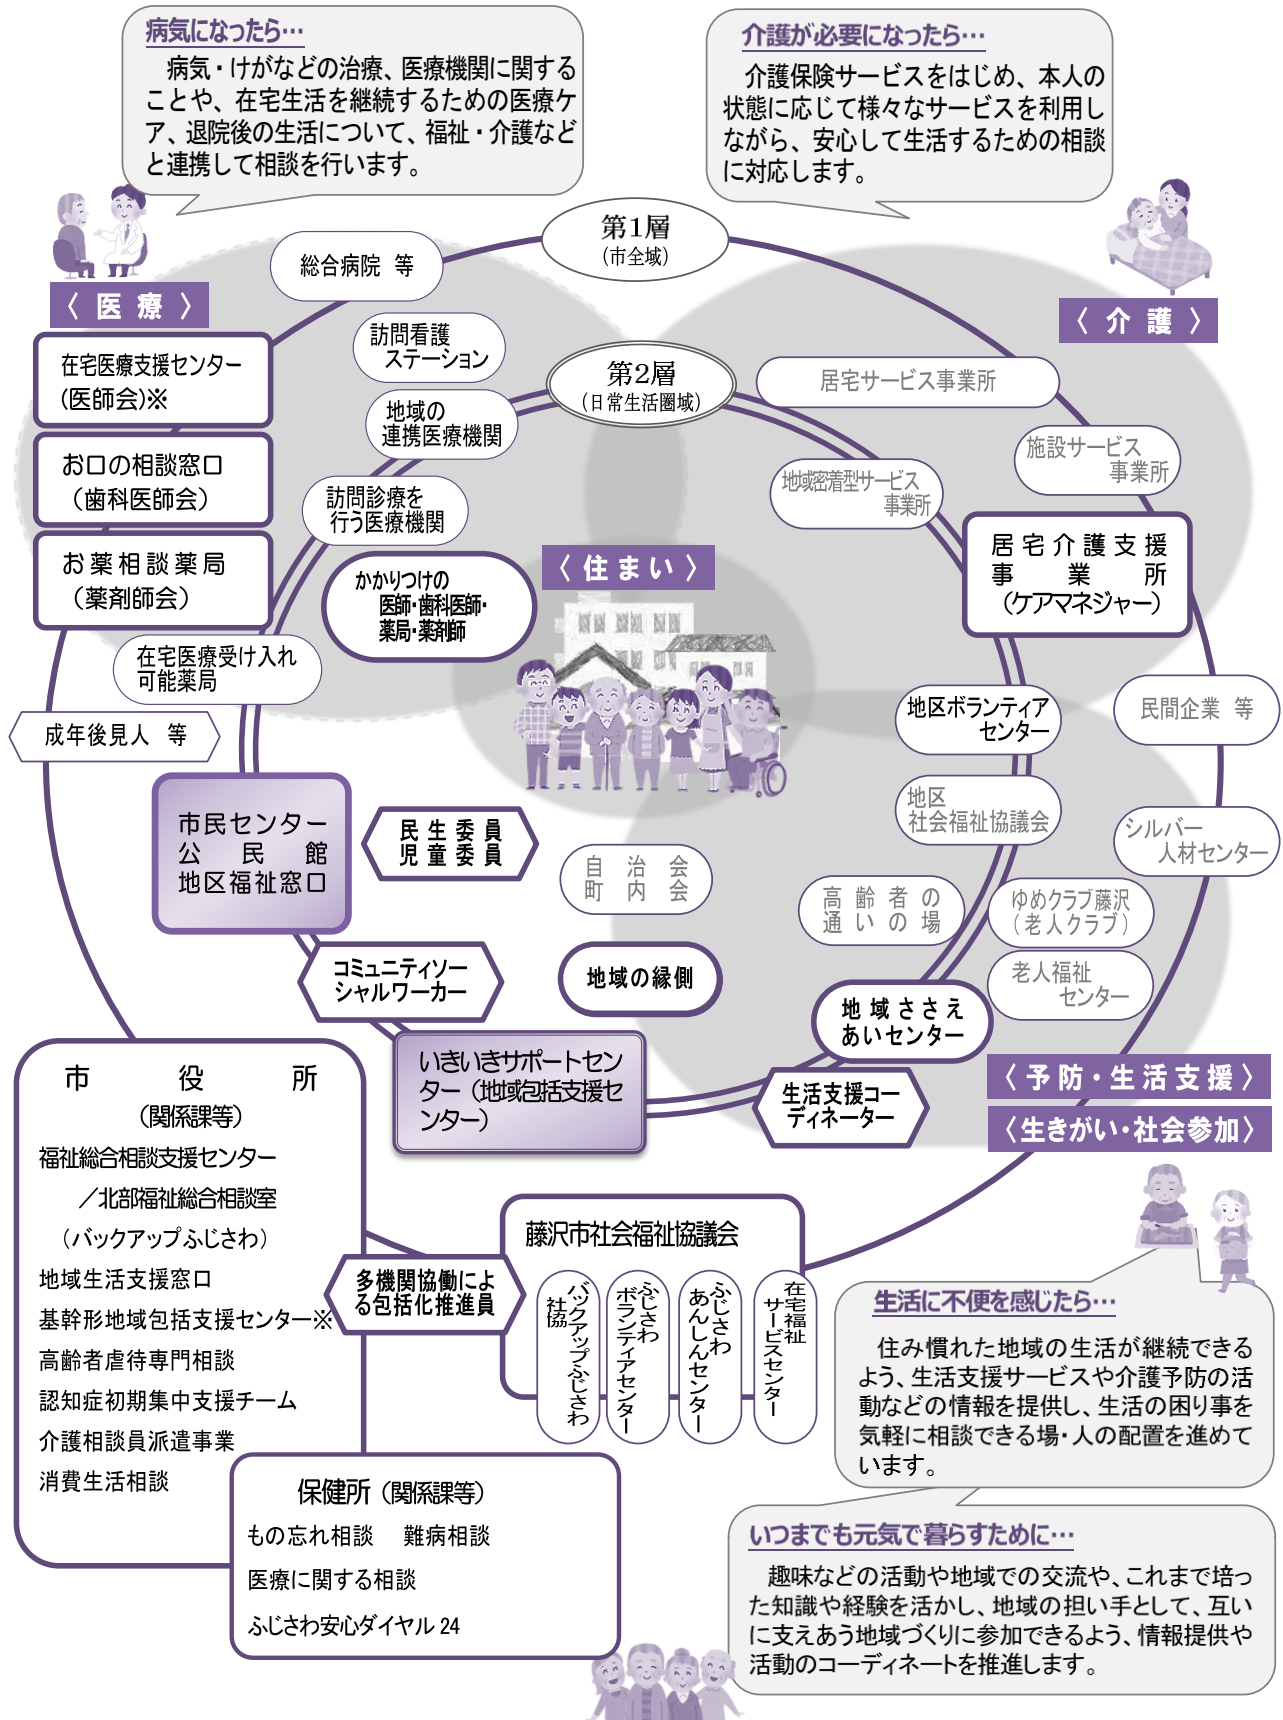 病気になったら…
病気・けがなどの治療、医療機関に関する
ことや、在宅生活を継続するための医療ケ
ア、退院後の生活について、福祉・介護など
と連携して相談を行います。
介護が必要になったら…
介護保険サービスをはじめ、本人の
状態に応じて様々なサービスを利用し
ながら、安心して生活するための相談
に対応します。
第1層
(市全域)
総合病院 等
〈 医 療 〉
〈 介 護 〉
訪問看護
ステーション
在宅医療支援センター
(医師会)※
第2層
(日常生活圏域)
居宅サービス事業所
地域の
連携医療機関
施設サービス
事業所
お口の相談窓口
(歯科医師会)
地域密着型サービス
事業所
訪問診療を
行う医療機関
居宅介護支援
事業所
(ケアマネジャー)
お薬相談薬局
(薬剤師会)
〈 住 ま い 〉
かかりつけの
医師・歯科医師・
薬局・薬剤師
在宅医療受け入れ
可能薬局
成年後見人 等
地区ボランティア
センター
民間企業 等
市民センター
公民館
地区福祉窓口
民生委員
児童委員
地区
社会福祉協議会
シルバー
人材センター
自治会
町内会
高齢者の
通いの場
ゆめクラブ藤沢
(老人クラブ)
コミュニティソー
シャルワーカー
地域の縁側
老人福祉
センター
地域ささえ
あいセンター
いきいきサポートセン
ター(地域包括支援セ
ンター)
生活支援コー
ディネーター
〈 予 防・生 活 支 援 〉
〈生きがい・社会参加〉
市役所
(関係課等)
福祉総合相談支援センター
／北部福祉総合相談室
(バックアップふじさわ)
地域生活支援窓口
基幹形地域包括支援センター※
高齢者虐待専門相談
認知症初期集中支援チーム
介護相談員派遣事業
消費生活相談
多機関協働によ
る包括化推進員
藤沢市社会福祉協議会
バックアップふじさわ
社協
ふじさわ
ボランティアセンター
ふじさわ
あんしんセンター
在宅福祉
サービスセンター
保健所(関係課等)
もの忘れ相談 難病相談
医療に関する相談
ふじさわ安心ダイヤル 24
生活に不便を感じたら…
住み慣れた地域の生活が継続できる
よう、生活支援サービスや介護予防の活
動などの情報を提供し、生活の困り事を
気軽に相談できる場・人の配置を進めて
います。
いつまでも元気で暮らすために…
趣味などの活動や地域での交流や、これまで培っ
た知識や経験を活かし、地域の担い手として、互い
に支えあう地域づくりに参加できるよう、情報提供や
活動のコーディネートを推進します。